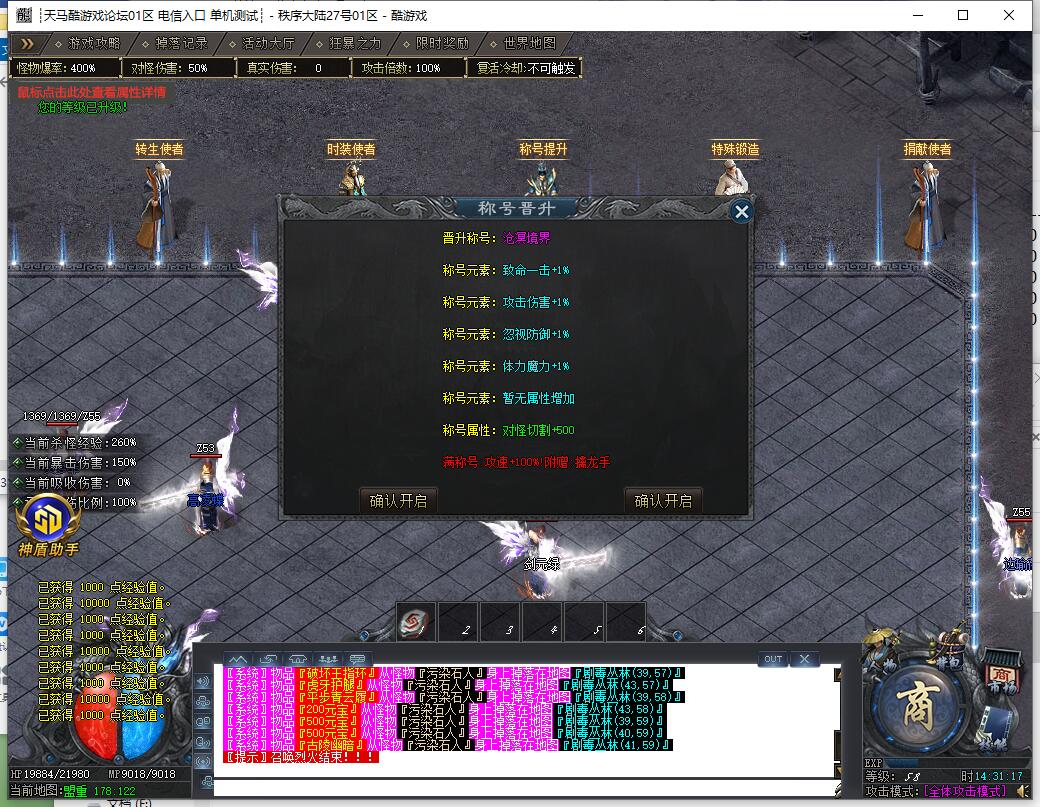 天马酷游戏论坛01区 电信入口 单机测试 - 秩序大陆27号01区 - 酷游戏
游戏攻略 掉落记录 活动大厅 狂暴之力 限时奖励 世界地图
怪物爆率: 400% 对怪伤害: 50% 真实伤害: 0 攻击倍数: 100% 复活冷却:不可触发
鼠标点击此处查看属性详情
您的等级已升级!
转生使者 时装使者 称号提升 特殊锻造 捐献使者
称号晋升
晋升称号: 沧溟境界
称号元素: 致命一击+1%
称号元素: 攻击伤害+1%
称号元素: 忽视防御+1%
称号元素: 体力魔力+1%
称号元素: 暂无属性增加
称号属性: 对怪切割+500
满称号 攻速+100%!附赠 擒龙手
确认开启 确认开启
1369/1369/Z55
当前杀怪经验:260%
当前暴击伤害:150%
当前吸收伤害: 0%
伤比例:100%
Z53
Z55
神盾助手
剑元绿
已获得 1000 点经验值。
已获得 10000 点经验值。
已获得 1000 点经验值。
已获得 1000 点经验值。
已获得 10000 点经验值。
已获得 1000 点经验值。
已获得 1000 点经验值。
已获得 10000 点经验值。
已获得 1000 点经验值。
1 2 3 4 5 6
OUT
〖系统〗物品『破坏王指环』从怪物『污染石人』身上掉落在地图『剧毒丛林(39,57)』
〖系统〗物品『虎牙护腿』从怪物『污染石人』身上掉落在地图『剧毒丛林(43,57)』
〖系统〗物品『平步青云履』从怪物『污染石人』身上掉落在地图『剧毒丛林(39,58)』
〖系统〗物品『200元宝』从怪物『污染石人』身上掉落在地图『剧毒丛林(43,58)』
〖系统〗物品『500元宝』从怪物『污染石人』身上掉落在地图『剧毒丛林(39,59)』
〖系统〗物品『500元宝』从怪物『污染石人』身上掉落在地图『剧毒丛林(40,59)』
〖系统〗物品『古陵幽暗』从怪物『污染石人』身上掉落在地图『剧毒丛林(41,59)』
〖提示〗召唤烈火结束!!!
商
HP19884/21980 MP9018/9018
当前地图:盟重 178:122
EXP
等级: 58 时14:31:17
攻击模式:[全体攻击模式]
文档 (F:)